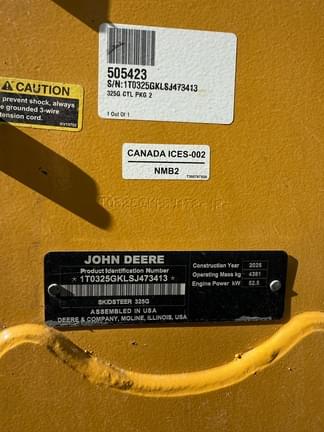 505423
S/N:1T0325GKLSJ473413
325G CTL PKG 2
1 Out Of 1
CAUTION
prevent shock, always
grounded 3-wire
tension cord.
CANADA ICES-002
NMB2
JOHN DEERE
Product Identification Number
*1T0325GKLSJ473413*
SKIDSTEER 325G
ASSEMBLED IN USA
DEERE & COMPANY, MOLINE, ILLINOIS, USA
Construction Year 2025
Operating Mass kg 4381
Engine Power kW 52.5